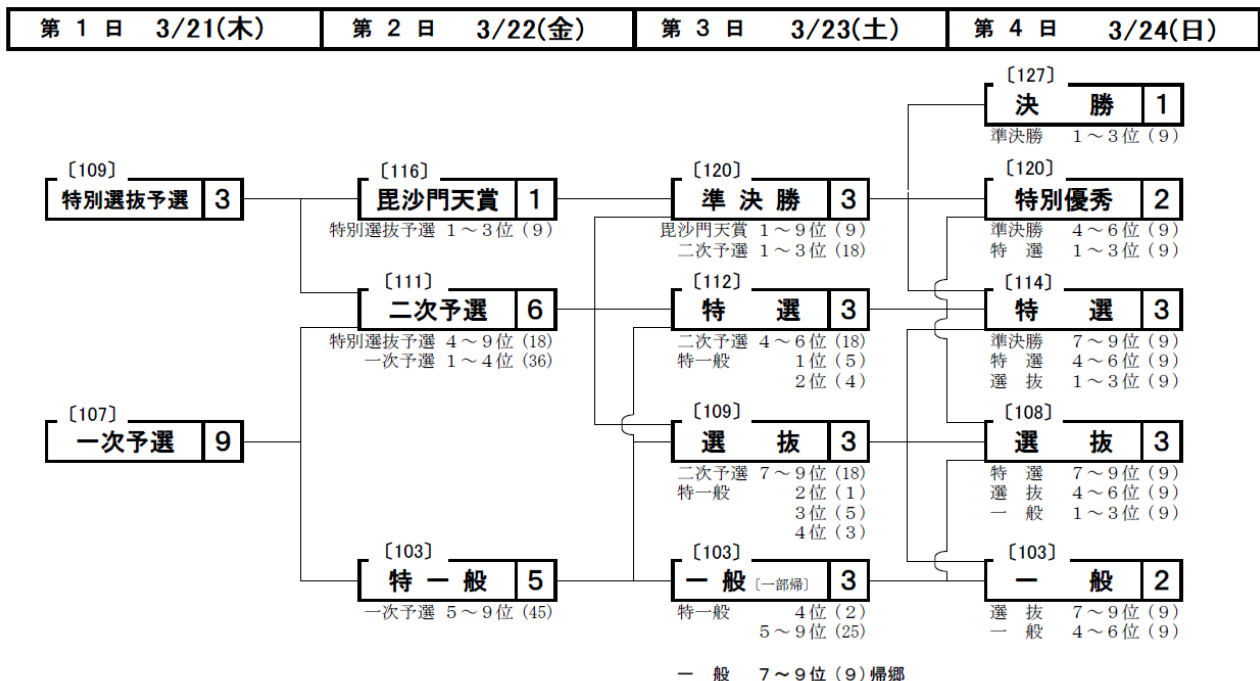 第 1 日 3/21(木) 第 2 日 3/22(金) 第 3 日 3/23(土) 第 4 日 3/24(日)
〔127〕
決 勝 1
準決勝 1～3位 (9)
〔109〕
特別選抜予選 3
〔116〕
毘沙門天賞 1
特別選抜予選 1～3位 (9)
〔120〕
準 決 勝 3
毘沙門天賞 1～9位 (9)
二次予選 1～3位 (18)
〔120〕
特別優秀 2
準決勝 4～6位 (9)
特 選 1～3位 (9)
〔111〕
二次予選 6
特別選抜予選 4～9位 (18)
一次予選 1～4位 (36)
〔112〕
特 選 3
二次予選 4～6位 (18)
特一般 1位 (5)
2位 (4)
〔114〕
特 選 3
準決勝 7～9位 (9)
特 選 4～6位 (9)
選 抜 1～3位 (9)
〔107〕
一次予選 9
〔109〕
選 抜 3
二次予選 7～9位 (18)
特一般 2位 (1)
3位 (5)
4位 (3)
〔108〕
選 抜 3
特 選 7～9位 (9)
選 抜 4～6位 (9)
一 般 1～3位 (9)
〔103〕
特 一 般 5
一次予選 5～9位 (45)
〔103〕
一 般 〔一部帰〕 3
特一般 4位 (2)
5～9位 (25)
〔103〕
一 般 2
選 抜 7～9位 (9)
一 般 4～6位 (9)
一 般 7～9位 (9) 帰郷